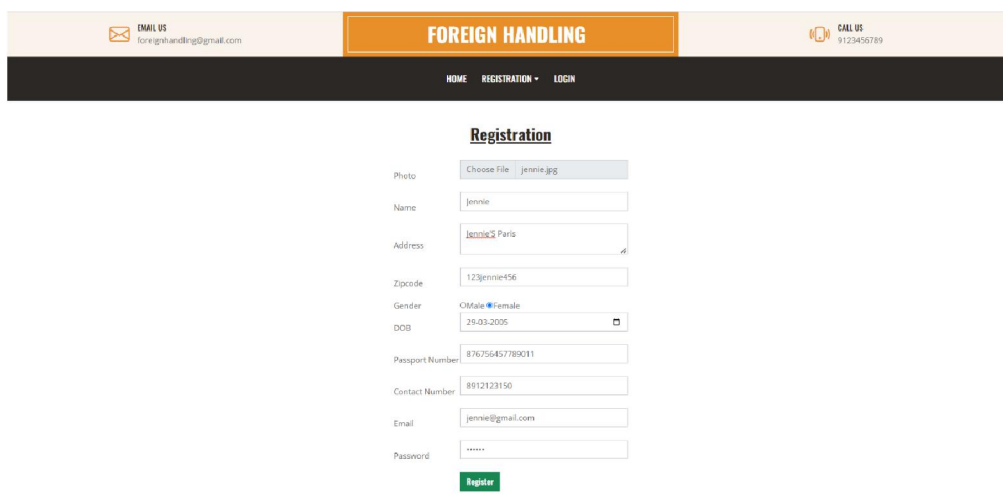 EMAIL US
foreignhandling@gmail.com
FOREIGN HANDLING
CALL US
9123456789
HOME REGISTRATION LOGIN
Registration
Photo Choose File jennie.jpg
Name Jennie
Address Jennie'S Paris
Zipcode 123jennie456
Gender Male Female
DOB 29-03-2005
Passport Number 876756457789011
Contact Number 8912123150
Email jennie@gmail.com
Password ••••••
Register